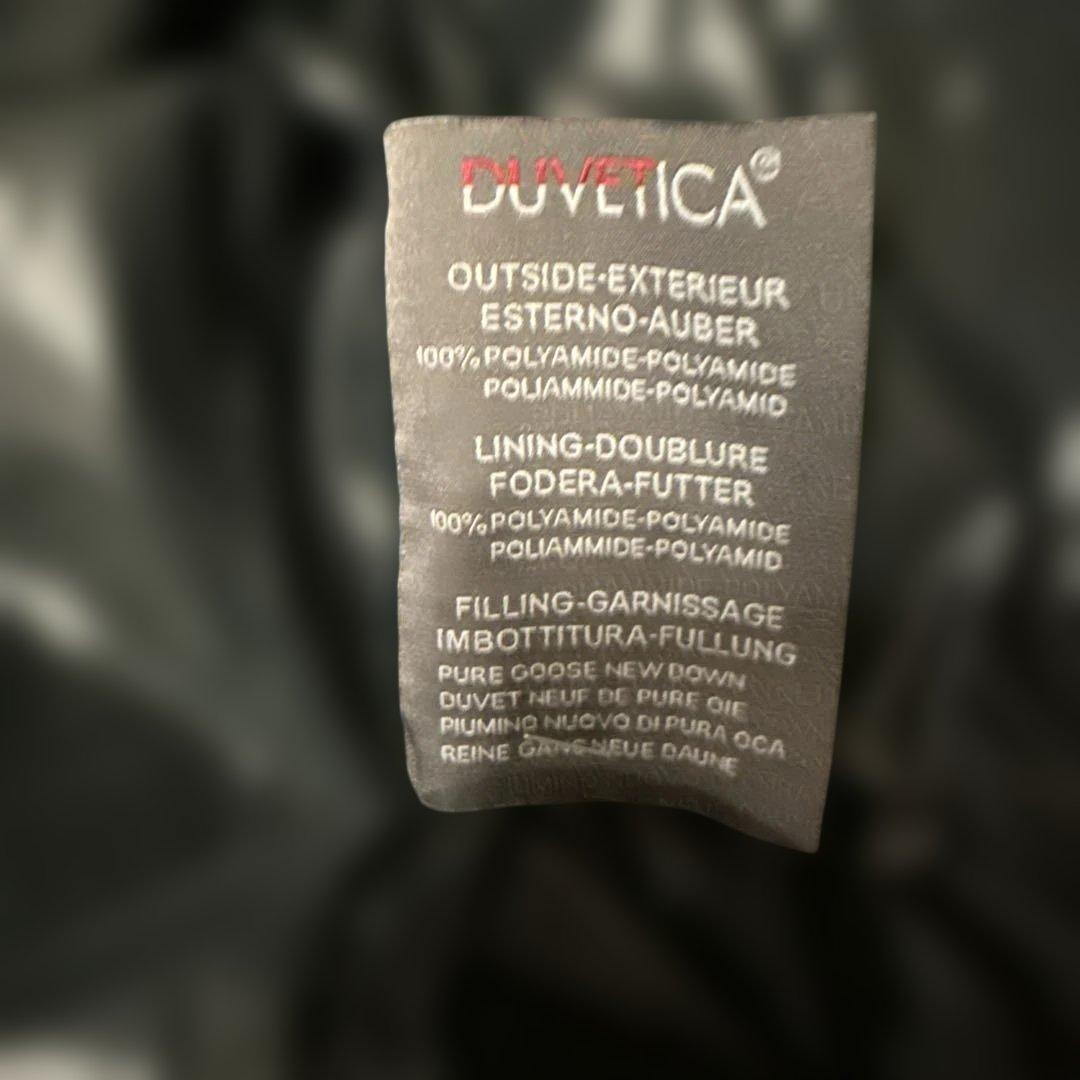 DUVETICA®
OUTSIDE-EXTERIEUR
ESTERNO-AUBER
100% POLYAMIDE-POLYAMIDE
POLIAMMIDE-POLYAMID
LINING-DOUBLURE
FODERA-FUTTER
100% POLYAMIDE-POLYAMIDE
POLIAMMIDE-POLYAMID
FILLING-GARNISSAGE
IMBOTTITURA-FULLUNG
PURE GOOSE NEW DOWN
DUVET NEUF DE PURE OIE
PIUMINO NUOVO DI PURA OCA
REINE GANS NEUE DAUNE